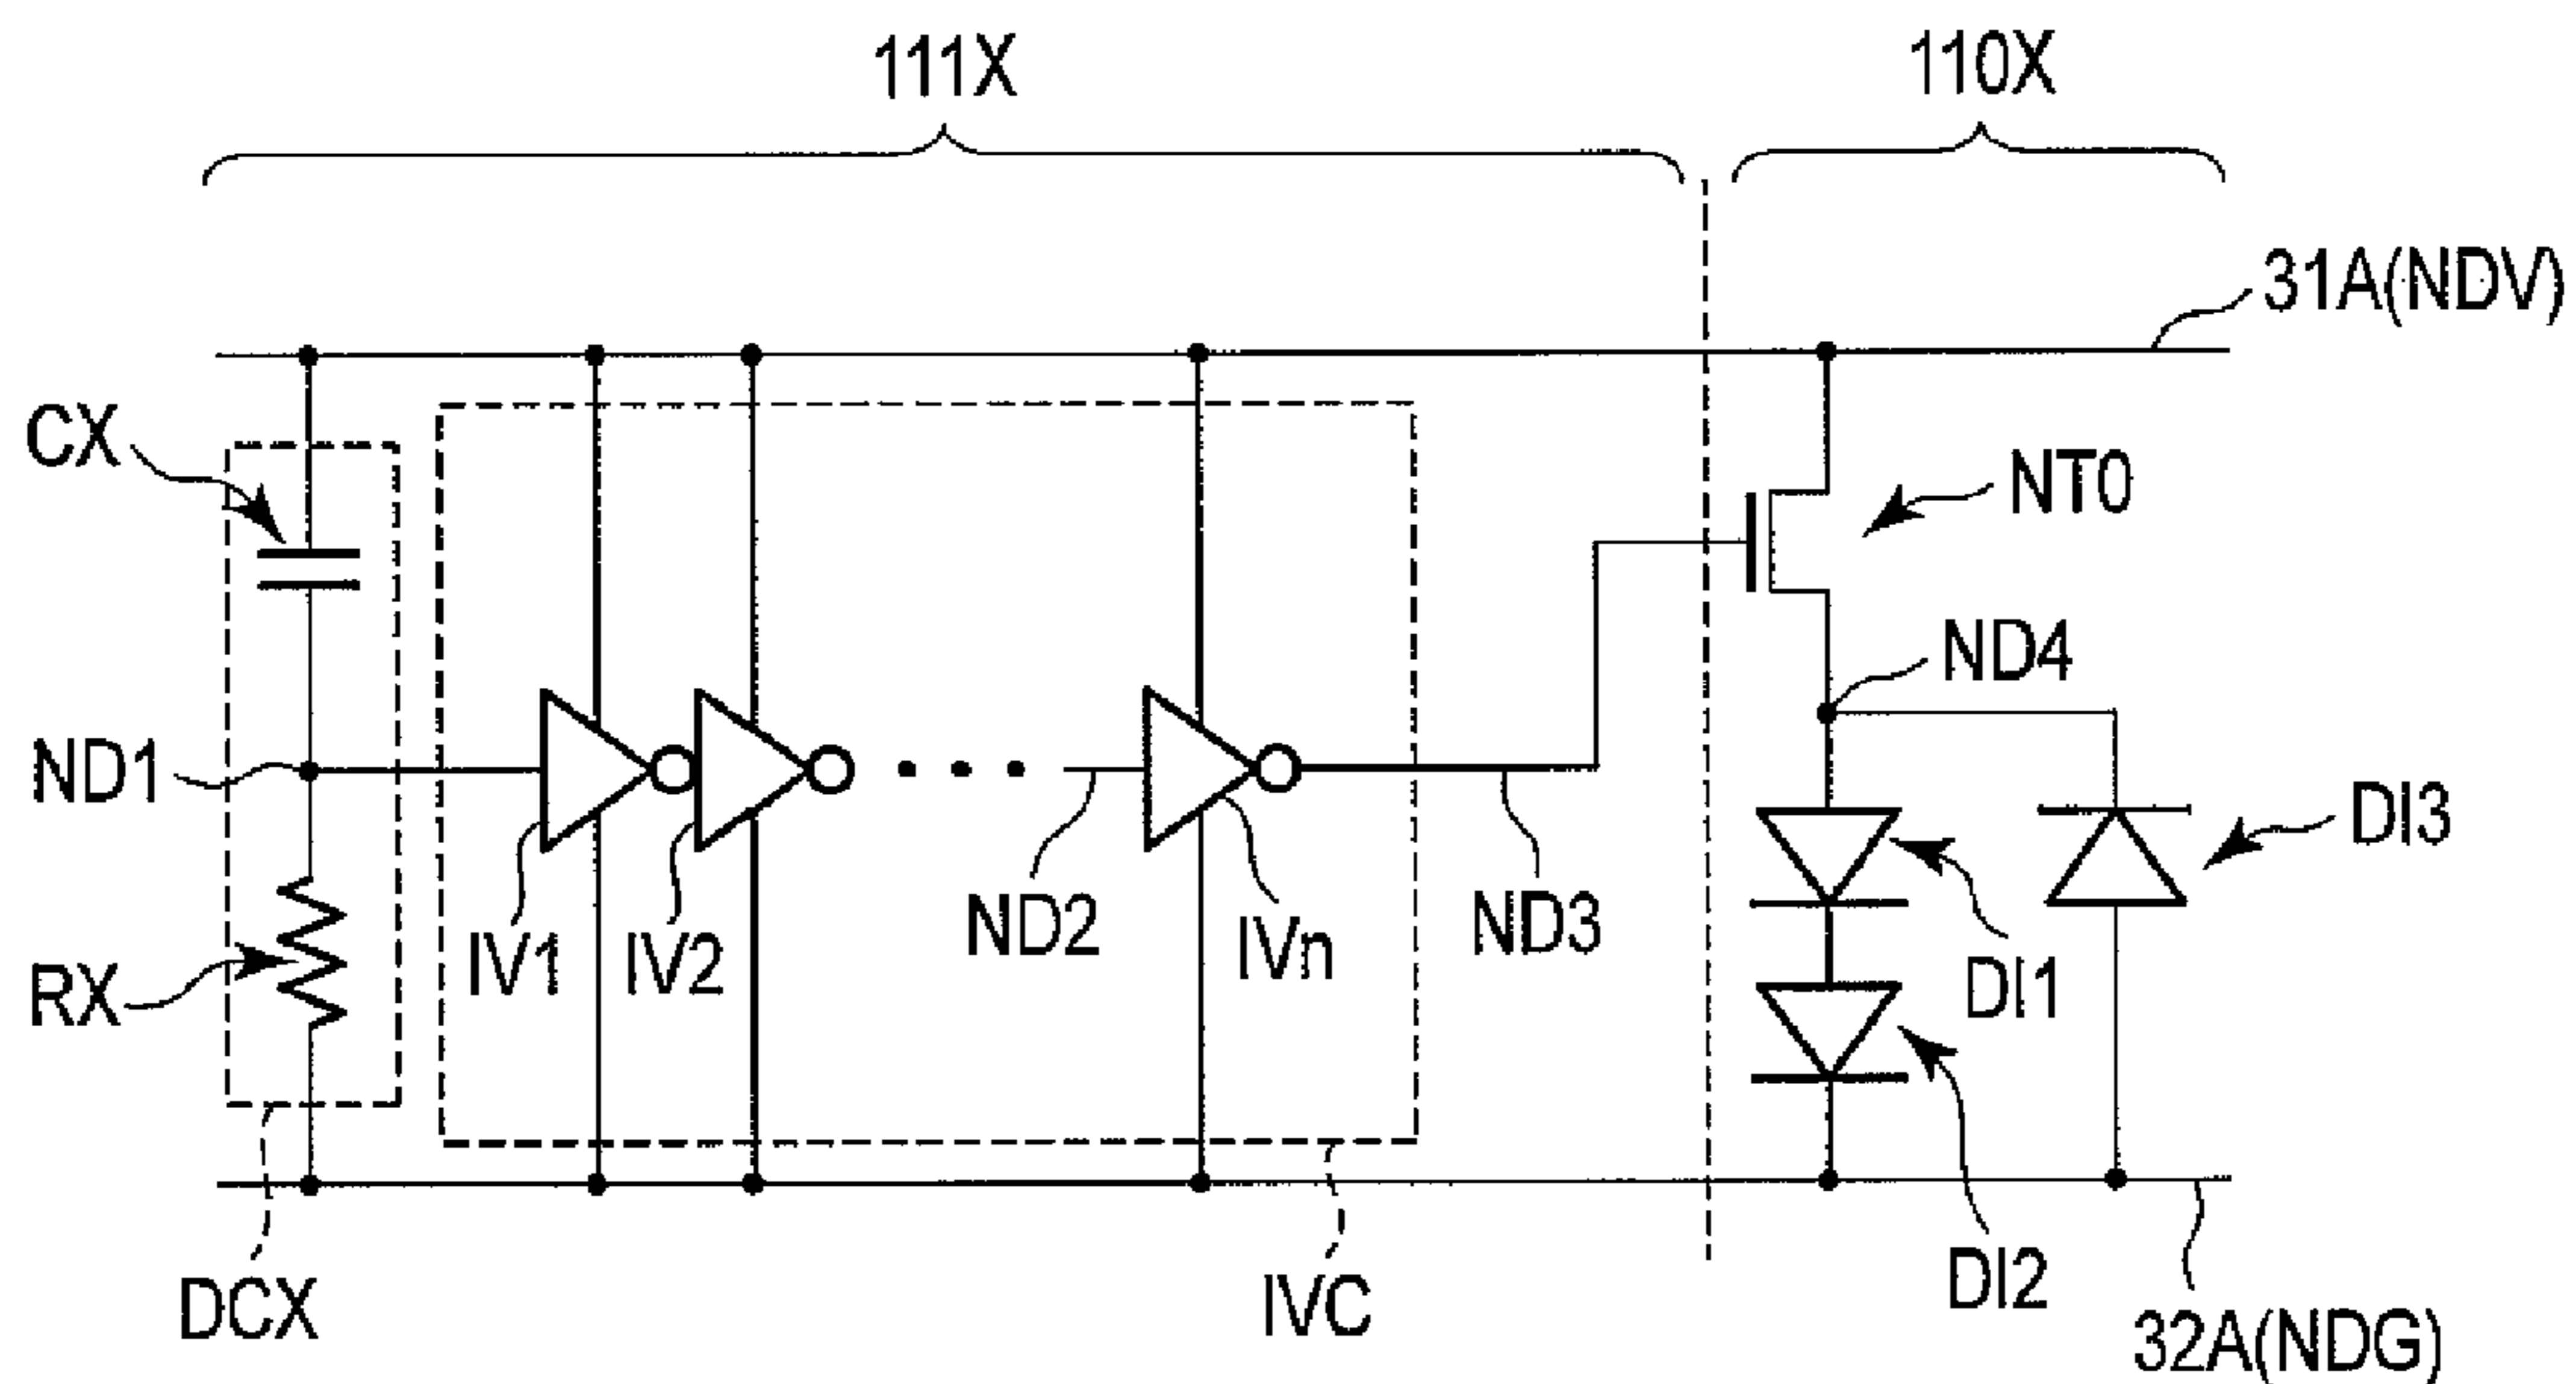 111X
110X
31A(NDV)
CX
NT0
ND4
ND1
DI3
ND2
ND3
IV1
IV2
IVn
RX
DI1
DI2
DCX
IVC
32A(NDG)